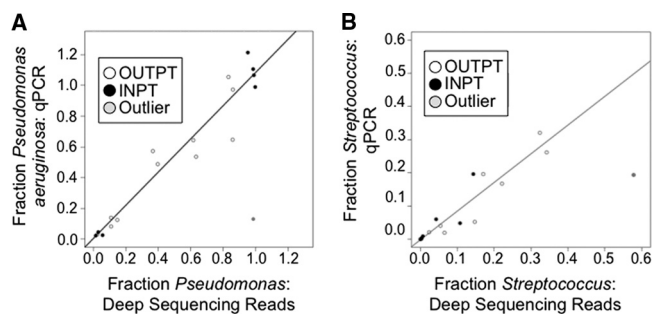 A
Fraction Pseudomonas
aeruginosa: qPCR
1.2
1.0
0.8
0.6
0.4
0.2
0.0
OUTPT
INPT
Outlier
0.0 0.2 0.4 0.6 0.8 1.0 1.2
Fraction Pseudomonas:
Deep Sequencing Reads
B
Fraction Streptococcus:
qPCR
0.6
0.5
0.4
0.3
0.2
0.1
0.0
OUTPT
INPT
Outlier
0.0 0.1 0.2 0.3 0.4 0.5 0.6
Fraction Streptococcus:
Deep Sequencing Reads